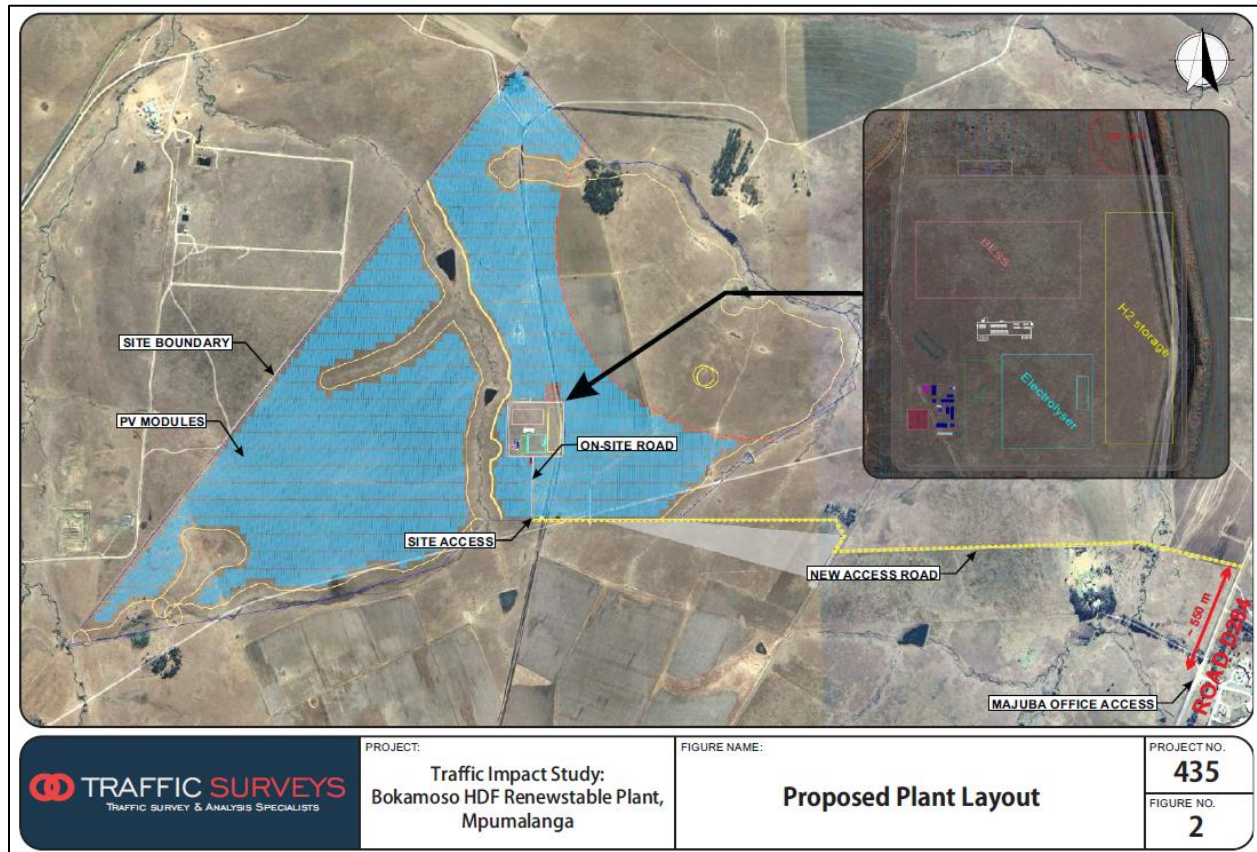 SITE BOUNDARY
PV MODULES
ON-SITE ROAD
SITE ACCESS
NEW ACCESS ROAD
~ 550 m
ROAD D284
MAJUBA OFFICE ACCESS
BESS
H2 storage
Electrolyser
TRAFFIC SURVEYS
TRAFFIC SURVEY & ANALYSIS SPECIALISTS
PROJECT:
Traffic Impact Study:
Bokamoso HDF Renewstable Plant,
Mpumalanga
FIGURE NAME:
Proposed Plant Layout
PROJECT NO.
435
FIGURE NO.
2